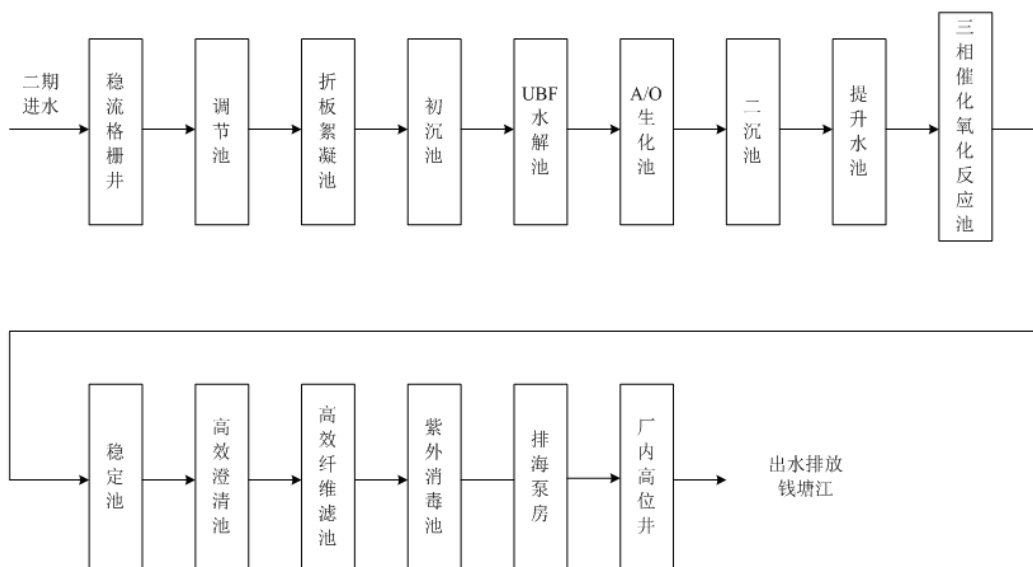 二期
进水
稳流格栅井
调节池
折板絮凝池
初沉池
UBF
水解池
A/O
生化池
二沉池
提升水池
三相催化氧化反应池
稳定池
高效澄清池
高效纤维滤池
紫外消毒池
排海泵房
厂内高位井
出水排放
钱塘江